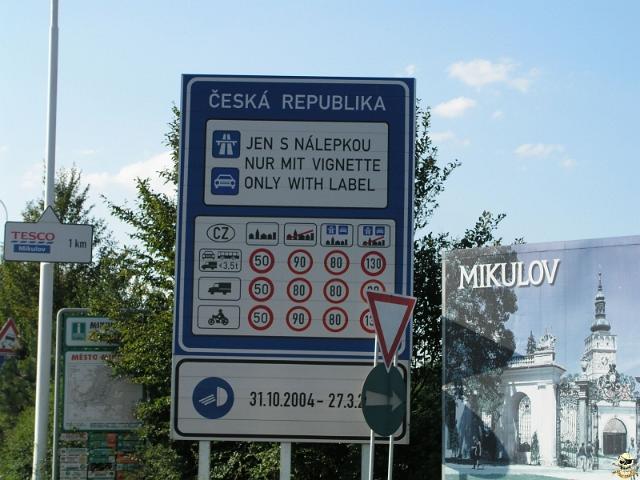 ČESKÁ REPUBLIKA
JEN S NÁLEPKOU
NUR MIT VIGNETTE
ONLY WITH LABEL
CZ
<3,5t
50 90 80 130
50 80 80
50 90 80
31.10.2004 – 27.3.2
TESCO 1 km
Mikulov
MĚSTO
MIKULOV